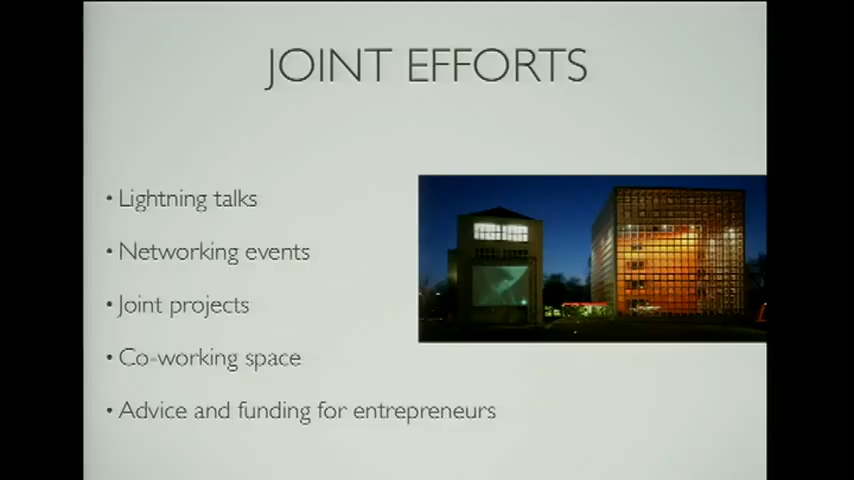 JOINT EFFORTS
• Lightning talks
• Networking events
• Joint projects
• Co-working space
• Advice and funding for entrepreneurs